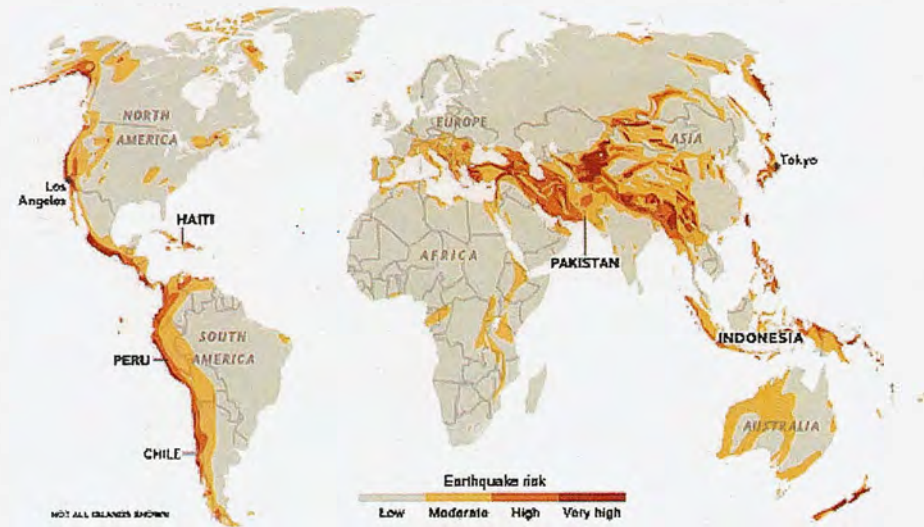 NORTH
AMERICA
EUROPE
ASIA
Los
Angeles
Tokyo
HAITI
AFRICA
PAKISTAN
SOUTH
AMERICA
PERU
INDONESIA
CHILE
AUSTRALIA
Earthquake risk
Low Moderate High Very high
NOT ALL ISLANDS SHOWN